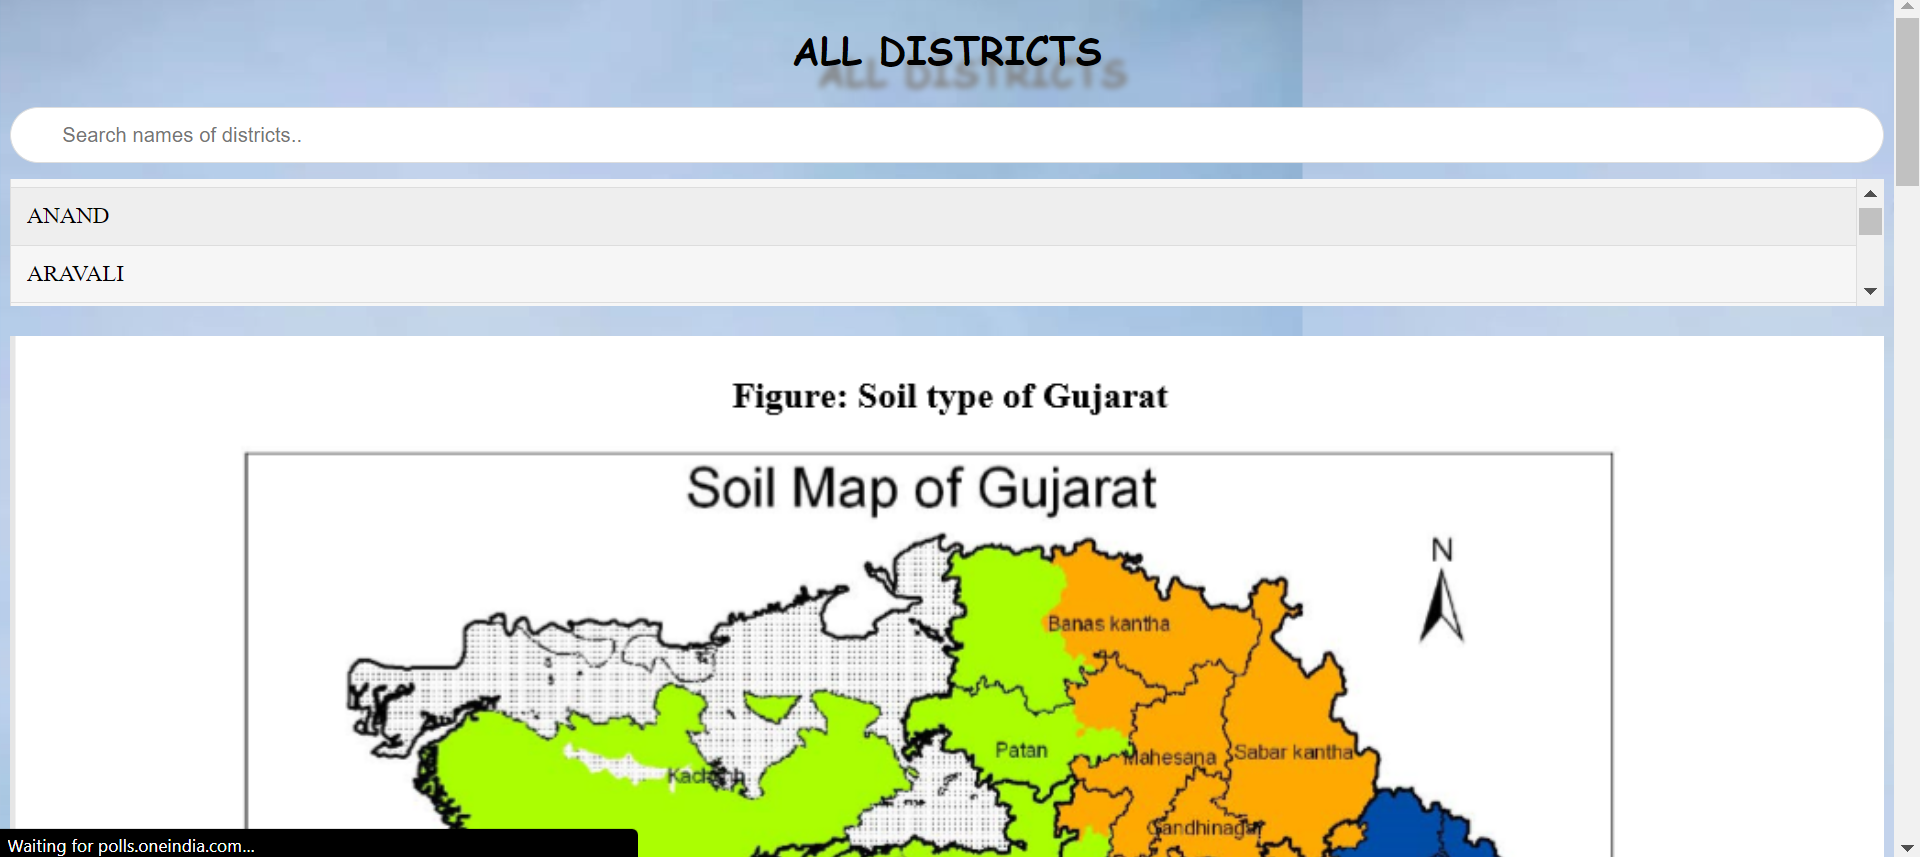 ALL DISTRICTS
Search names of districts..
ANAND
ARAVALI
Figure: Soil type of Gujarat
Soil Map of Gujarat
N
Banas kantha
Patan
Mahesana
Sabar kantha
Kachchh
Gandhinagar
Waiting for polls.oneindia.com...